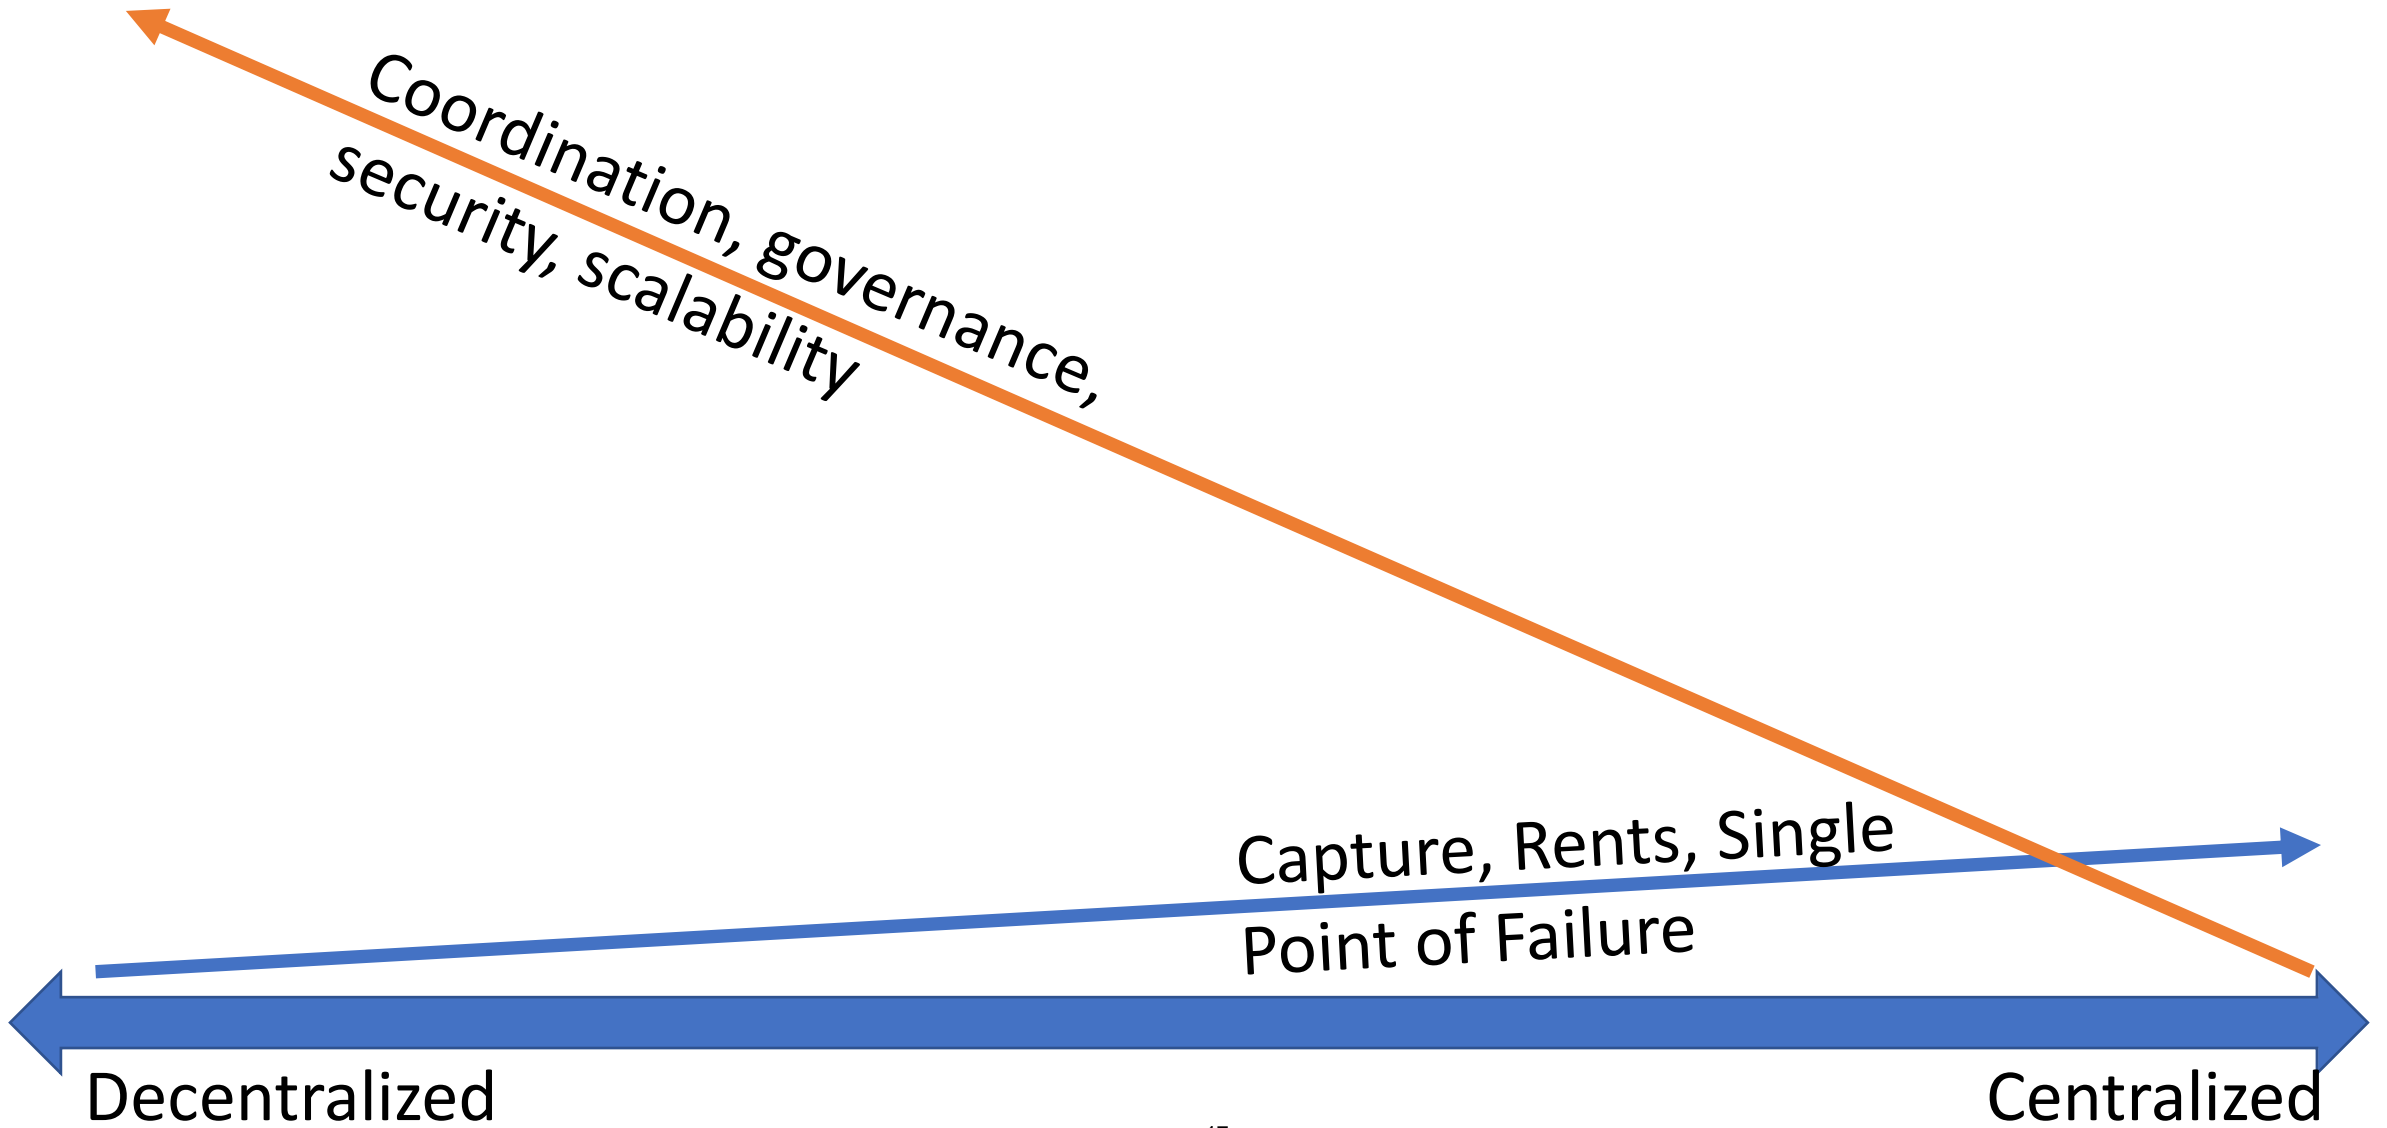 Coordination, governance,
security, scalability
Capture, Rents, Single
Point of Failure
Decentralized
Centralized